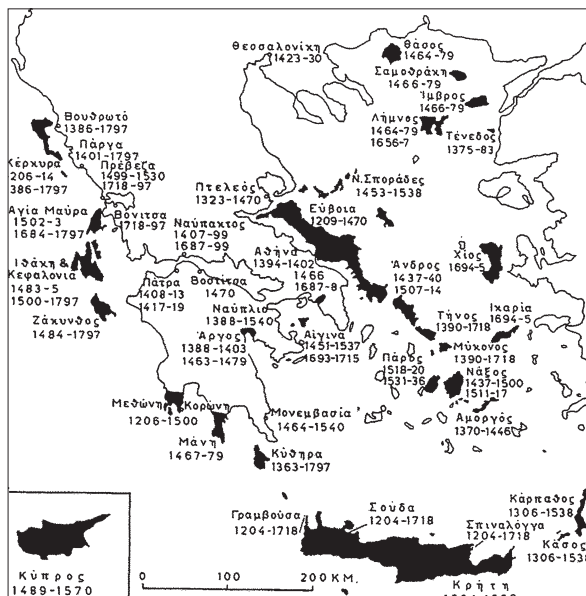 Θεσσαλονίκη
1423-30
Θάσος
1464-79
Σαμοθράκη
1466-79
Ίμβρος
1466-79
Λήμνος
1464-79
1656-7
Τένεδος
1375-83
Βουθρωτό
1386-1797
Πάργα
1401-1797
Κέρκυρα
206-14
386-1797
Πρέβεζα
1499-1530
1718-97
Πτελεός
1323-1470
Ν.Σποράδες
1453-1538
Εύβοια
1209-1470
Αγία Μαύρα
1502-3
1684-1797
Βόνιτσα
1718-97
Ναύπακτος
1407-99
1687-99
Αθήνα
1394-1402
1466
1687-8
Άνδρος
1437-40
1507-14
ή
Χίος
1694-5
Ιθάκη &
Κεφαλονιά
1483-5
1500-1797
Πάτρα
1408-13
1417-19
Βοστίτσα
1470
Ναύπλιο
1388-1540
Τήνος
1390-1718
Ικαρία
1694-5
Ζάκυνθος
1484-1797
Άργος
1388-1403
1463-1479
Αίγινα
1451-1537
1693-1715
Μύκονος
1390-1718
Πάρος
1518-20
1531-36
Νάξος
1437-1500
1511-17
Μεθώνη
1206-1500
Κορώνη
Μονεμβασία
1464-1540
Αμοργός
1370-1446
Μάνη
1467-79
Κύθηρα
1363-1797
Γραμβούσα
1204-1718
Σούδα
1204-1718
Σπιναλόγγα
1204-1718
Κάρπαθος
1306-1538
Κάσος
1306-1538
Κύπρος
1489-1570
0 100 200 KM.
Κρήτη